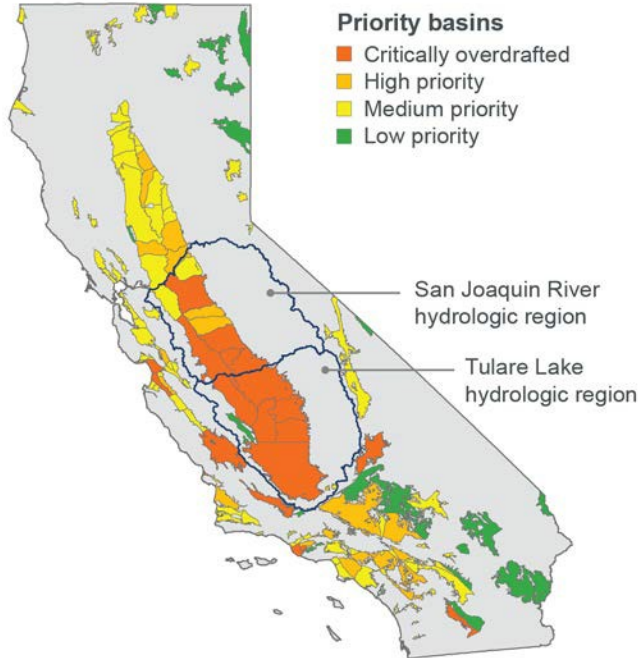 Priority basins
Critically overdrafted
High priority
Medium priority
Low priority
San Joaquin River
hydrologic region
Tulare Lake
hydrologic region